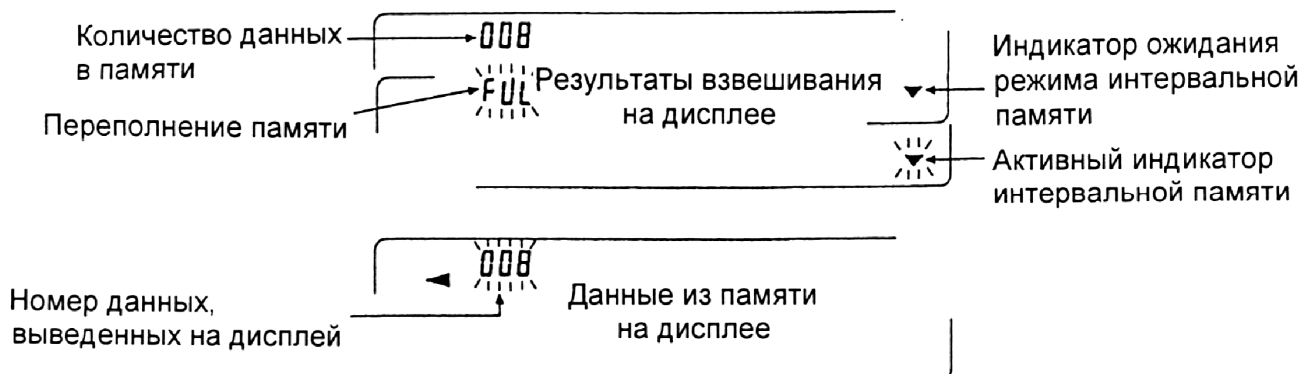 Количество данных
в памяти
008
FUL
Переполнение памяти
Результаты взвешивания
на дисплее
Индикатор ожидания
режима интервальной
памяти
Активный индикатор
интервальной памяти
008
Номер данных,
выведенных на дисплей
Данные из памяти
на дисплее